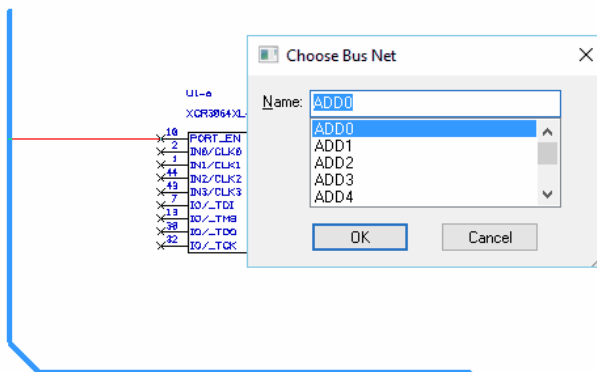 Choose Bus Net
Name: ADD0
ADD0
ADD1
ADD2
ADD3
ADD4
OK Cancel
U1-a
XCR3064XL-
10 PORT_EN
2 IN0/CLK0
1 IN1/CLK1
44 IN2/CLK2
43 IN3/CLK3
7 IO/_TDI
13 IO/_TMS
38 IO/_TDO
32 IO/_TCK